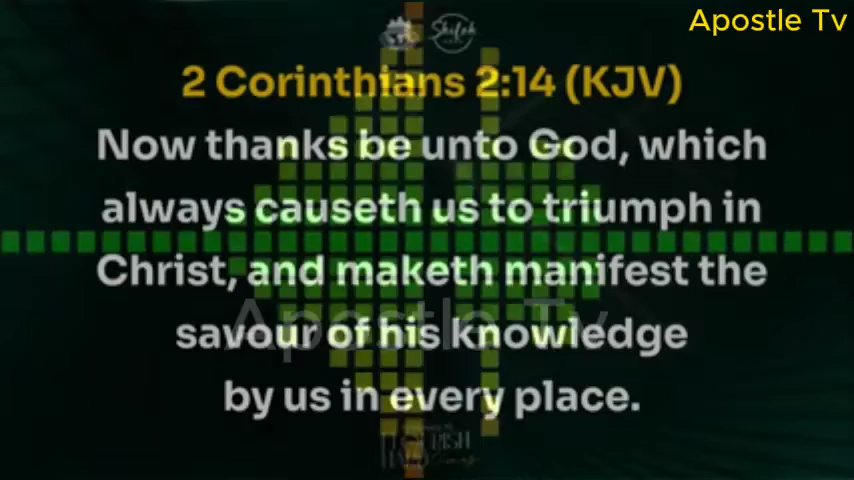 Apostle Tv
Shiloh
2 Corinthians 2:14 (KJV)
Now thanks be unto God, which
always causeth us to triumph in
Christ, and maketh manifest the
Apostle Tv
savour of his knowledge
by us in every place.